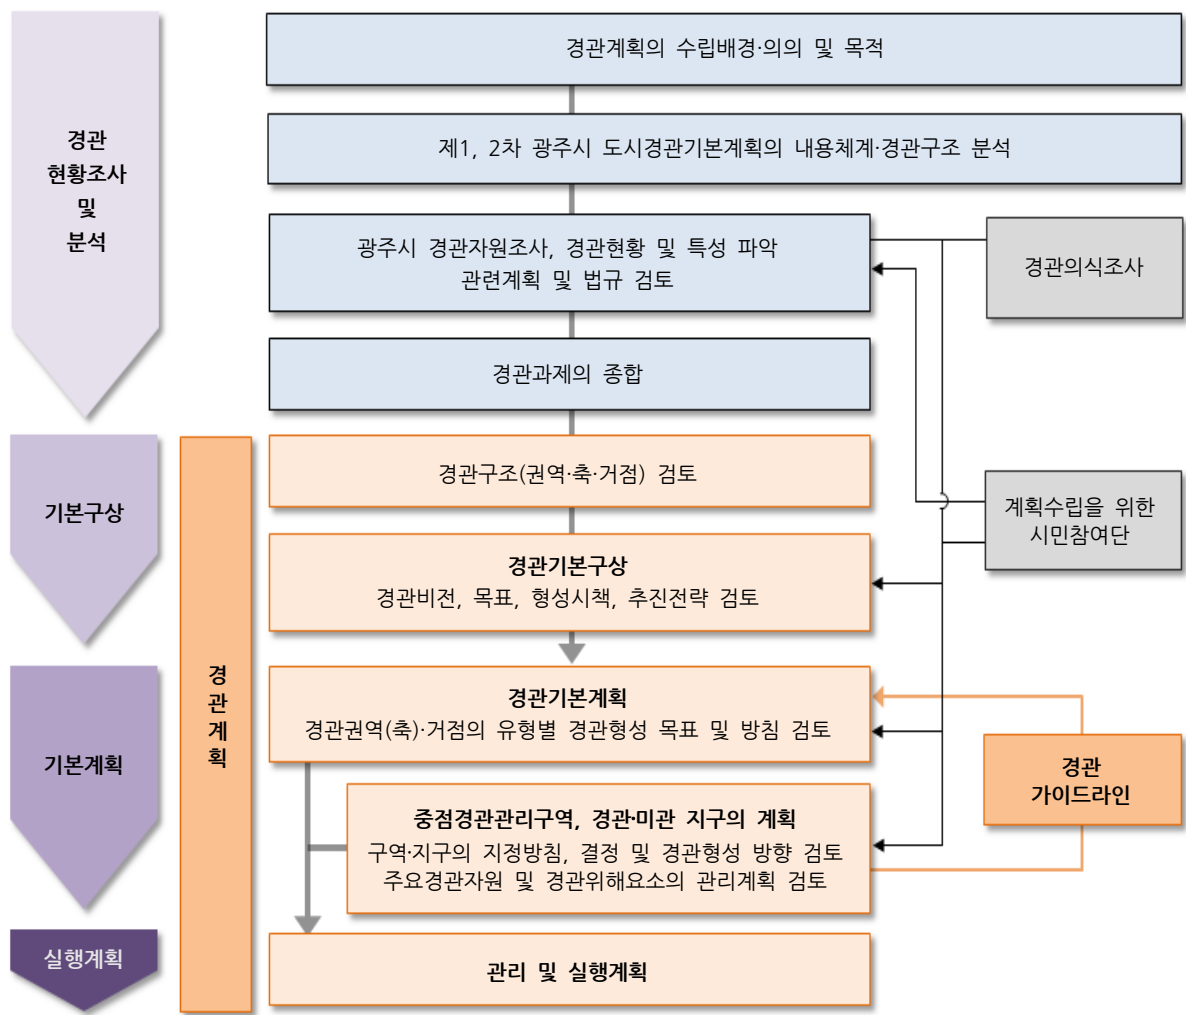 경관
현황조사
및
분석
경관계획의 수립배경·의의 및 목적
제1, 2차 광주시 도시경관기본계획의 내용체계·경관구조 분석
광주시 경관자원조사, 경관현황 및 특성 파악
관련계획 및 법규 검토
경관의식조사
경관과제의 종합
기본구상
경관계획
경관구조(권역·축·거점) 검토
계획수립을 위한
시민참여단
경관기본구상
경관비전, 목표, 형성시책, 추진전략 검토
기본계획
경관기본계획
경관권역(축)·거점의 유형별 경관형성 목표 및 방침 검토
경관
가이드라인
중점경관관리구역, 경관·미관 지구의 계획
구역·지구의 지정방침, 결정 및 경관형성 방향 검토
주요경관자원 및 경관위해요소의 관리계획 검토
실행계획
관리 및 실행계획